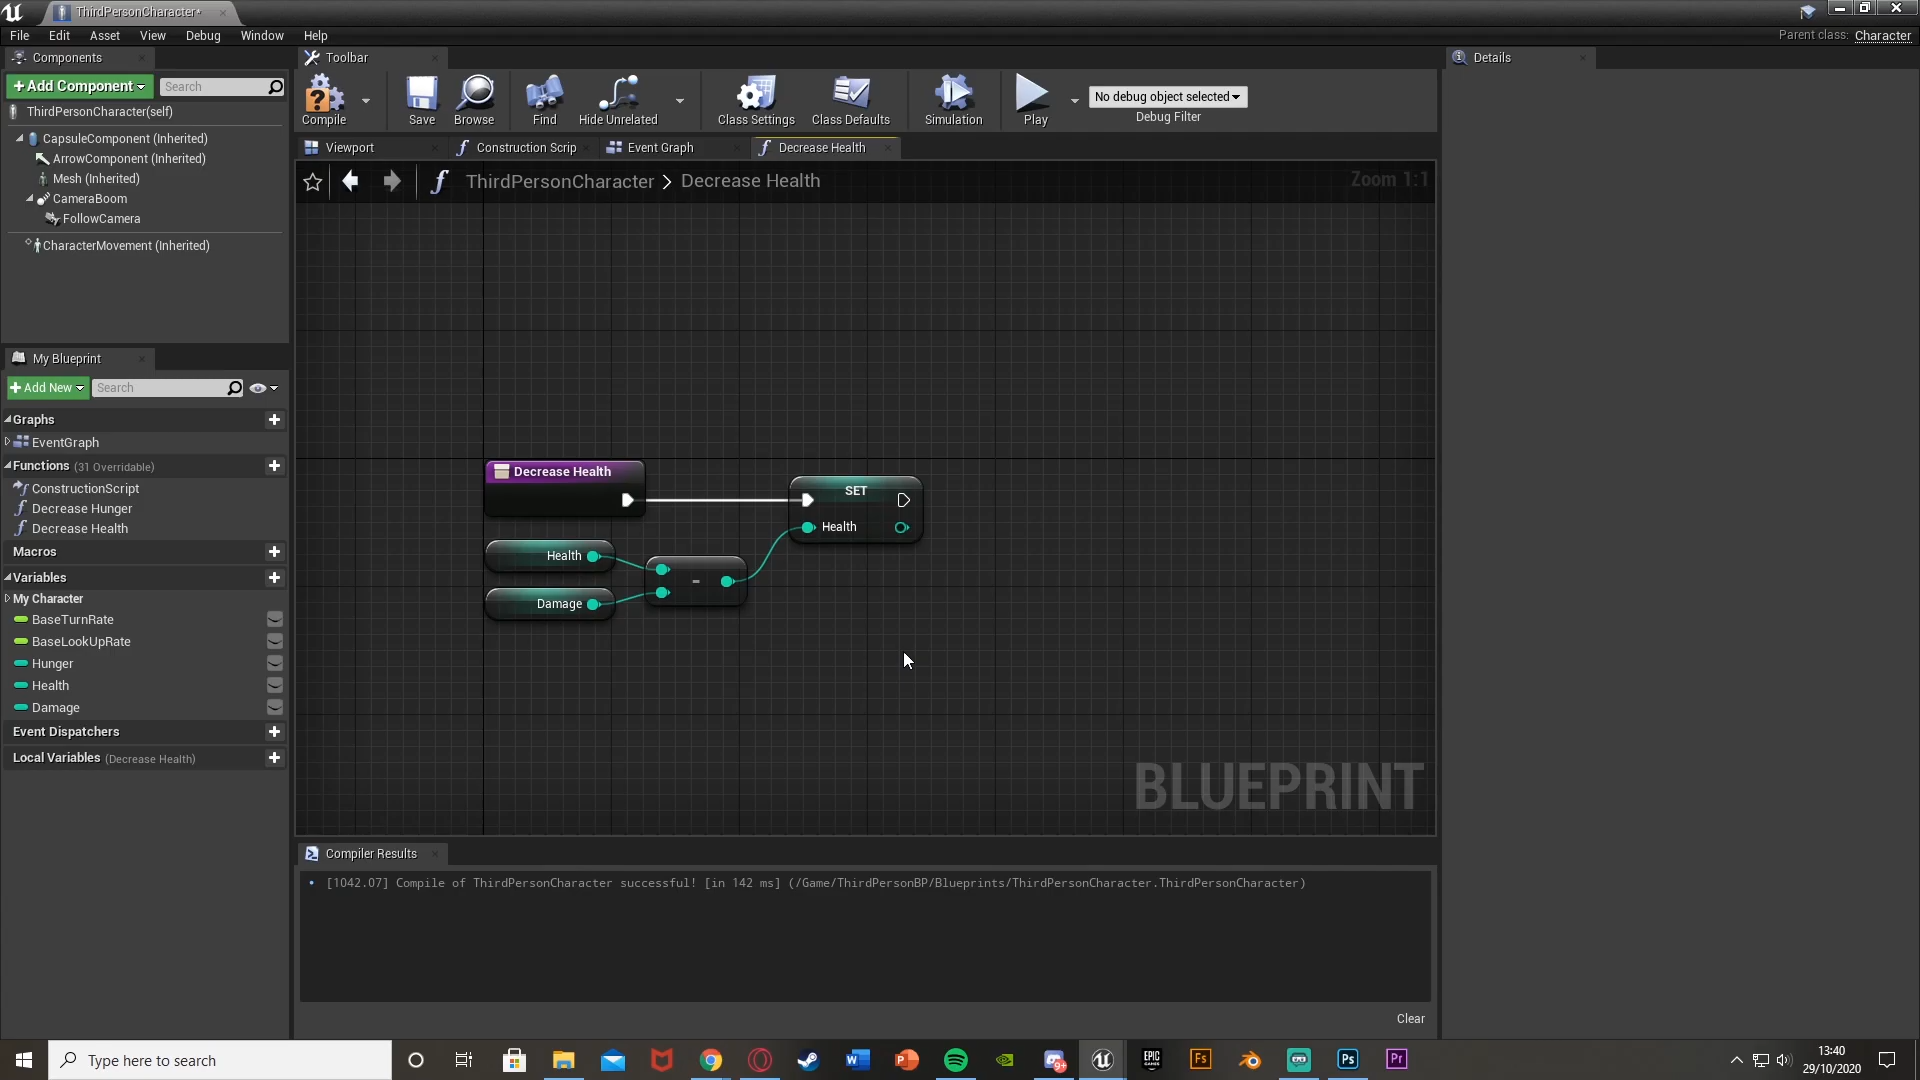 ThirdPersonCharacter*
File Edit Asset View Debug Window Help
Parent class: Character
Components
Toolbar
Details
+ Add Component
Search
ThirdPersonCharacter(self)
CapsuleComponent (Inherited)
ArrowComponent (Inherited)
Mesh (Inherited)
CameraBoom
FollowCamera
CharacterMovement (Inherited)
Compile Save Browse Find Hide Unrelated Class Settings Class Defaults Simulation Play
No debug object selected
Debug Filter
Viewport Construction Scrip Event Graph Decrease Health
ThirdPersonCharacter > Decrease Health
Zoom 1:1
My Blueprint
+ Add New
Search
Graphs
EventGraph
Functions (31 Overridable)
ConstructionScript
Decrease Hunger
Decrease Health
Macros
Variables
My Character
BaseTurnRate
BaseLookUpRate
Hunger
Health
Damage
Event Dispatchers
Local Variables (Decrease Health)
Decrease Health
SET
Health
Health
-
Damage
BLUEPRINT
Compiler Results
[1042.07] Compile of ThirdPersonCharacter successful! [in 142 ms] (/Game/ThirdPersonBP/Blueprints/ThirdPersonCharacter.ThirdPersonCharacter)
Clear
Type here to search
EPIC GAMES
Fs
Ps
Pr
9+
13:40
29/10/2020